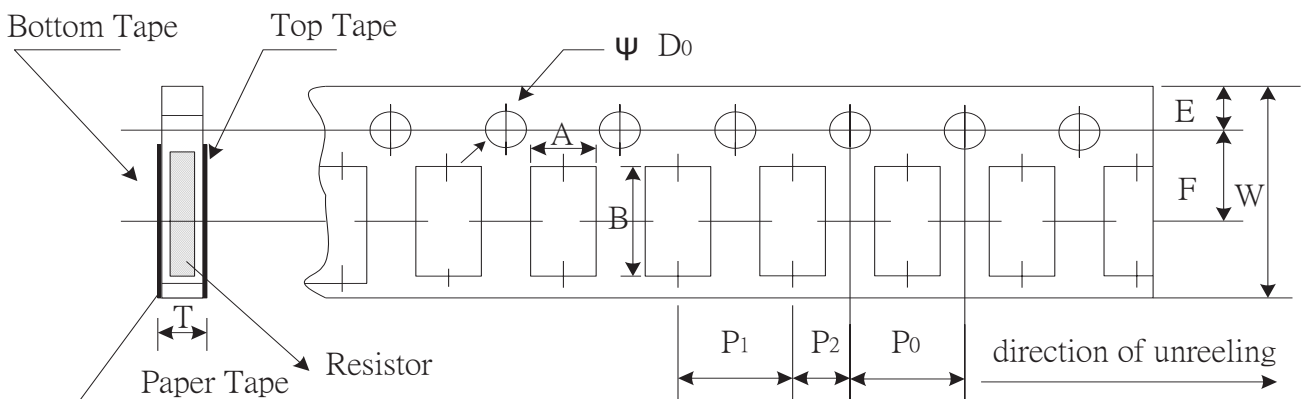 Bottom Tape
Top Tape
Ψ D0
E
A
F
W
B
T
P1
P2
P0
direction of unreeling
Resistor
Paper Tape